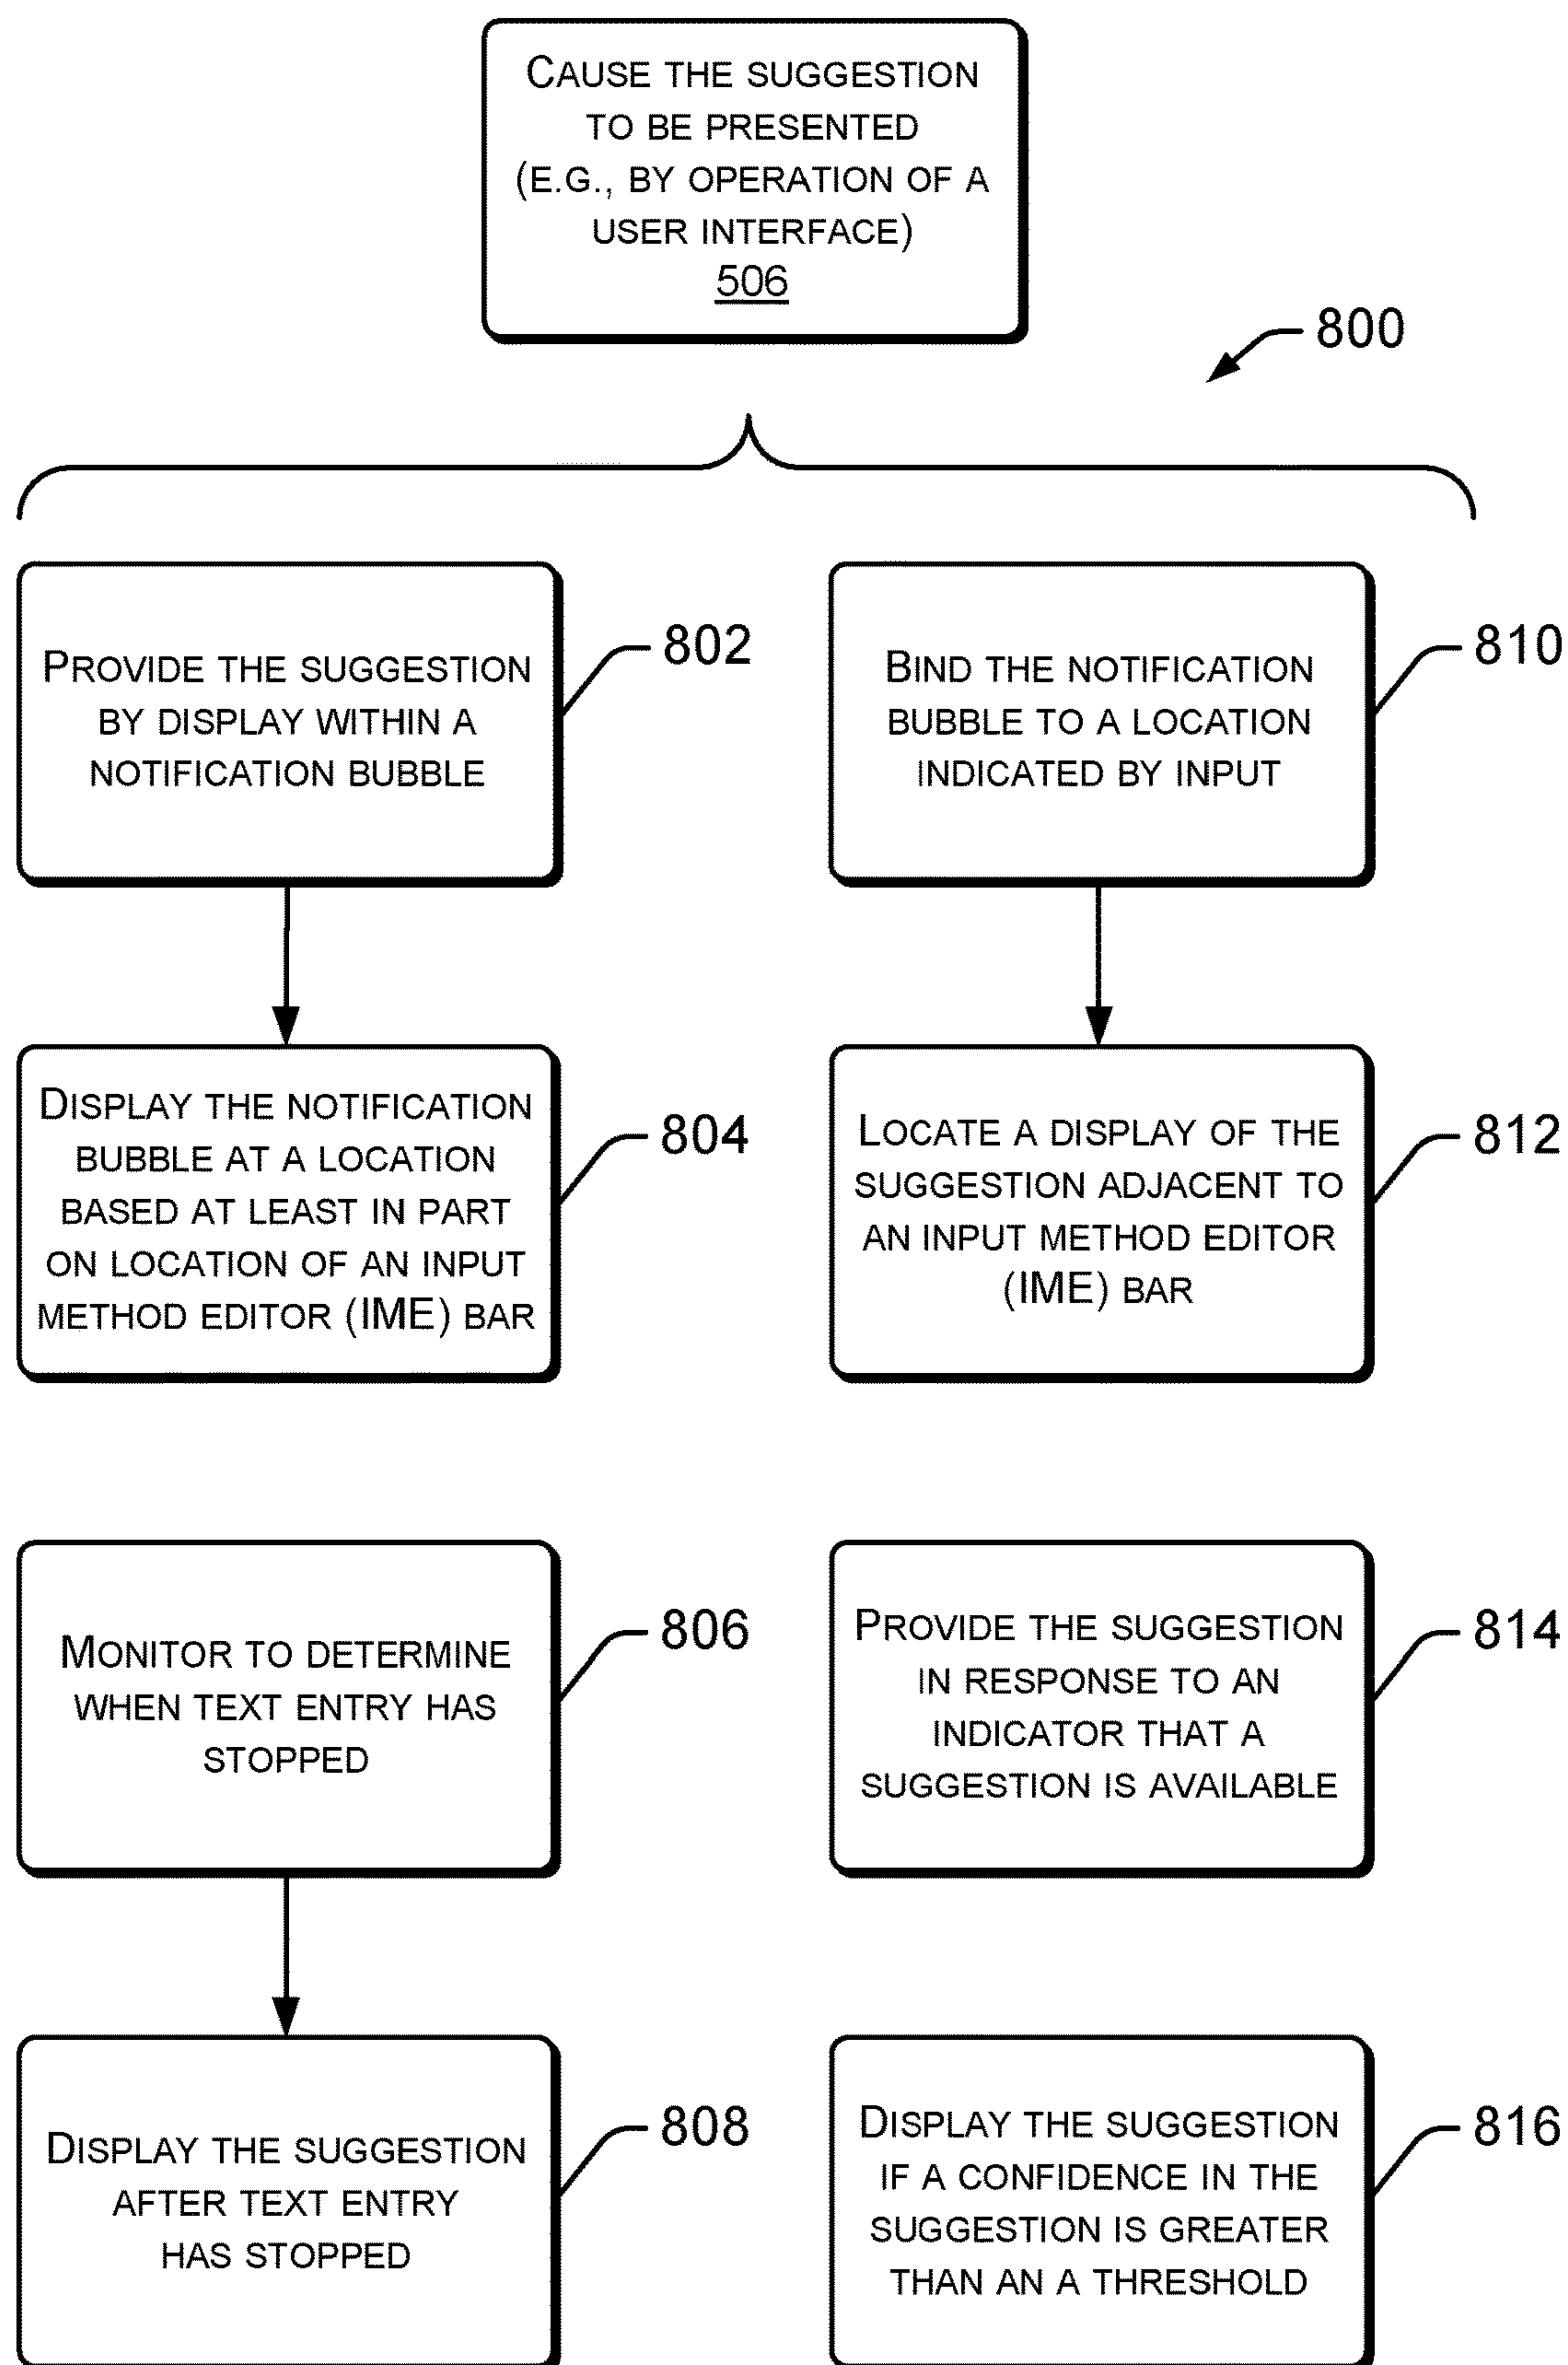 CAUSE THE SUGGESTION
TO BE PRESENTED
(E.G., BY OPERATION OF A
USER INTERFACE)
506
800
PROVIDE THE SUGGESTION
BY DISPLAY WITHIN A
NOTIFICATION BUBBLE
802
DISPLAY THE NOTIFICATION
BUBBLE AT A LOCATION
BASED AT LEAST IN PART
ON LOCATION OF AN INPUT
METHOD EDITOR (IME) BAR
804
MONITOR TO DETERMINE
WHEN TEXT ENTRY HAS
STOPPED
806
DISPLAY THE SUGGESTION
AFTER TEXT ENTRY
HAS STOPPED
808
BIND THE NOTIFICATION
BUBBLE TO A LOCATION
INDICATED BY INPUT
810
LOCATE A DISPLAY OF THE
SUGGESTION ADJACENT TO
AN INPUT METHOD EDITOR
(IME) BAR
812
PROVIDE THE SUGGESTION
IN RESPONSE TO AN
INDICATOR THAT A
SUGGESTION IS AVAILABLE
814
DISPLAY THE SUGGESTION
IF A CONFIDENCE IN THE
SUGGESTION IS GREATER
THAN AN A THRESHOLD
816